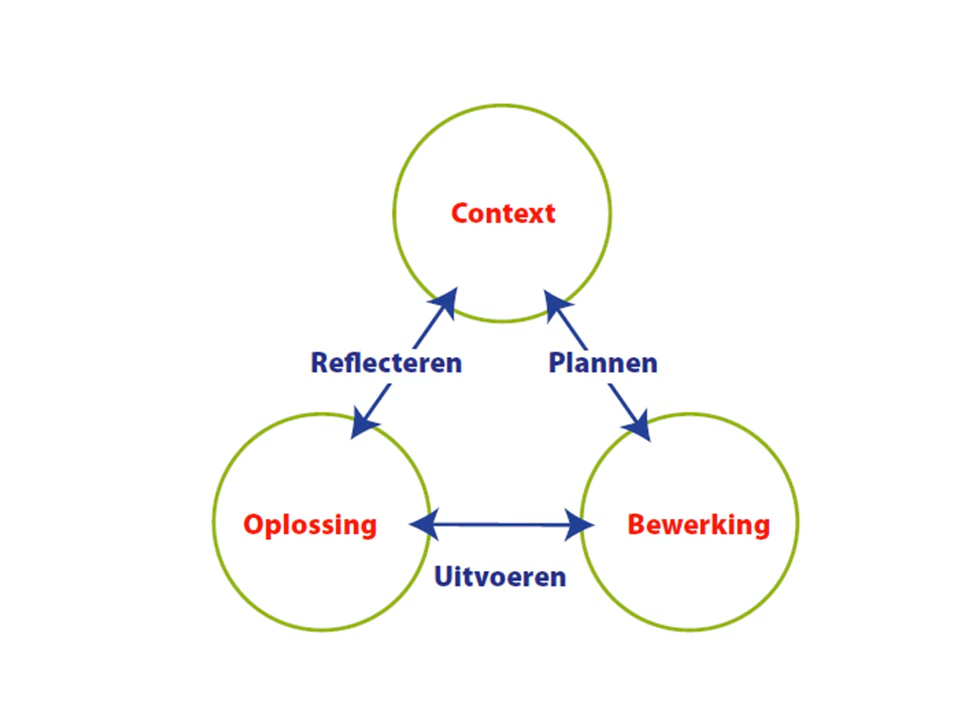 Context
Reflecteren
Plannen
Oplossing
Bewerking
Uitvoeren